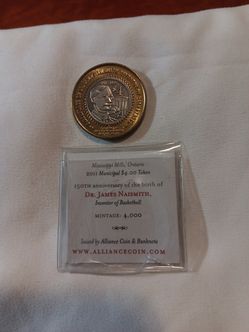 Mississippi Mills, Ontario
2011 Municipal $4.00 Token
150TH anniversary of the birth of
DR. JAMES NAISMITH,
Inventor of Basketball
MINTAGE: 4,000
Issued by Alliance Coin & Banknote
WWW.ALLIANCECOIN.COM